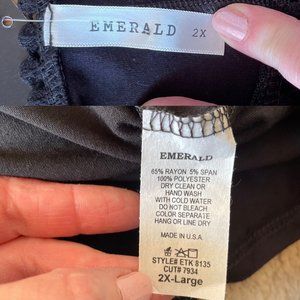 EMERALD 2X
EMERALD
65% RAYON 5% SPAN
100% POLYESTER
DRY CLEAN OR
HAND WASH
WITH COLD WATER
DO NOT BLEACH
COLOR SEPARATE
HANG OR LINE DRY
MADE IN U.S.A.
STYLE# ETK 8135
CUT# 7934
2X-Large